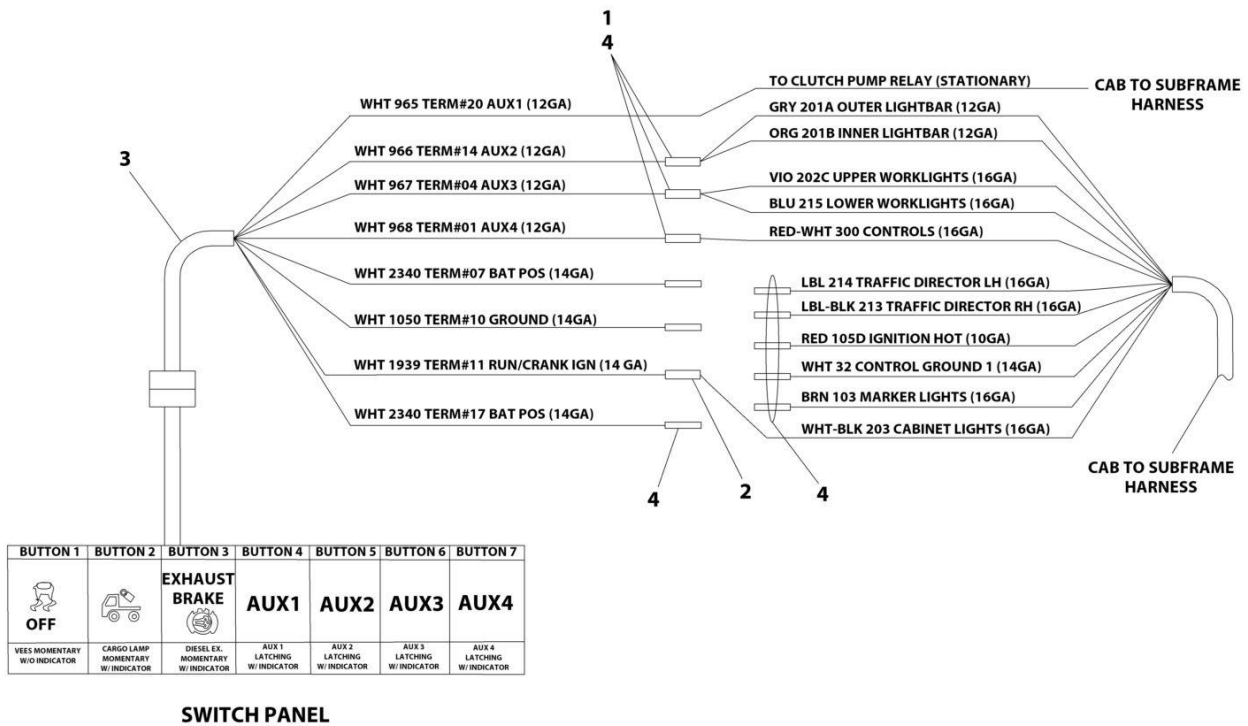 1
4
TO CLUTCH PUMP RELAY (STATIONARY)
CAB TO SUBFRAME
HARNESS
WHT 965 TERM#20 AUX1 (12GA)
GRY 201A OUTER LIGHTBAR (12GA)
ORG 201B INNER LIGHTBAR (12GA)
3
WHT 966 TERM#14 AUX2 (12GA)
WHT 967 TERM#04 AUX3 (12GA)
VIO 202C UPPER WORKLIGHTS (16GA)
BLU 215 LOWER WORKLIGHTS (16GA)
WHT 968 TERM#01 AUX4 (12GA)
RED-WHT 300 CONTROLS (16GA)
WHT 2340 TERM#07 BAT POS (14GA)
LBL 214 TRAFFIC DIRECTOR LH (16GA)
LBL-BLK 213 TRAFFIC DIRECTOR RH (16GA)
WHT 1050 TERM#10 GROUND (14GA)
RED 105D IGNITION HOT (10GA)
WHT 1939 TERM#11 RUN/CRANK IGN (14 GA)
WHT 32 CONTROL GROUND 1 (14GA)
BRN 103 MARKER LIGHTS (16GA)
WHT 2340 TERM#17 BAT POS (14GA)
WHT-BLK 203 CABINET LIGHTS (16GA)
4
2
4
CAB TO SUBFRAME
HARNESS
BUTTON 1 BUTTON 2 BUTTON 3 BUTTON 4 BUTTON 5 BUTTON 6 BUTTON 7
OFF
EXHAUST
BRAKE
AUX1
AUX2
AUX3
AUX4
VEES MOMENTARY
W/O INDICATOR
CARGO LAMP
MOMENTARY
W/ INDICATOR
DIESEL EX.
MOMENTARY
W/ INDICATOR
AUX 1
LATCHING
W/ INDICATOR
AUX 2
LATCHING
W/ INDICATOR
AUX 3
LATCHING
W/ INDICATOR
AUX 4
LATCHING
W/ INDICATOR
SWITCH PANEL